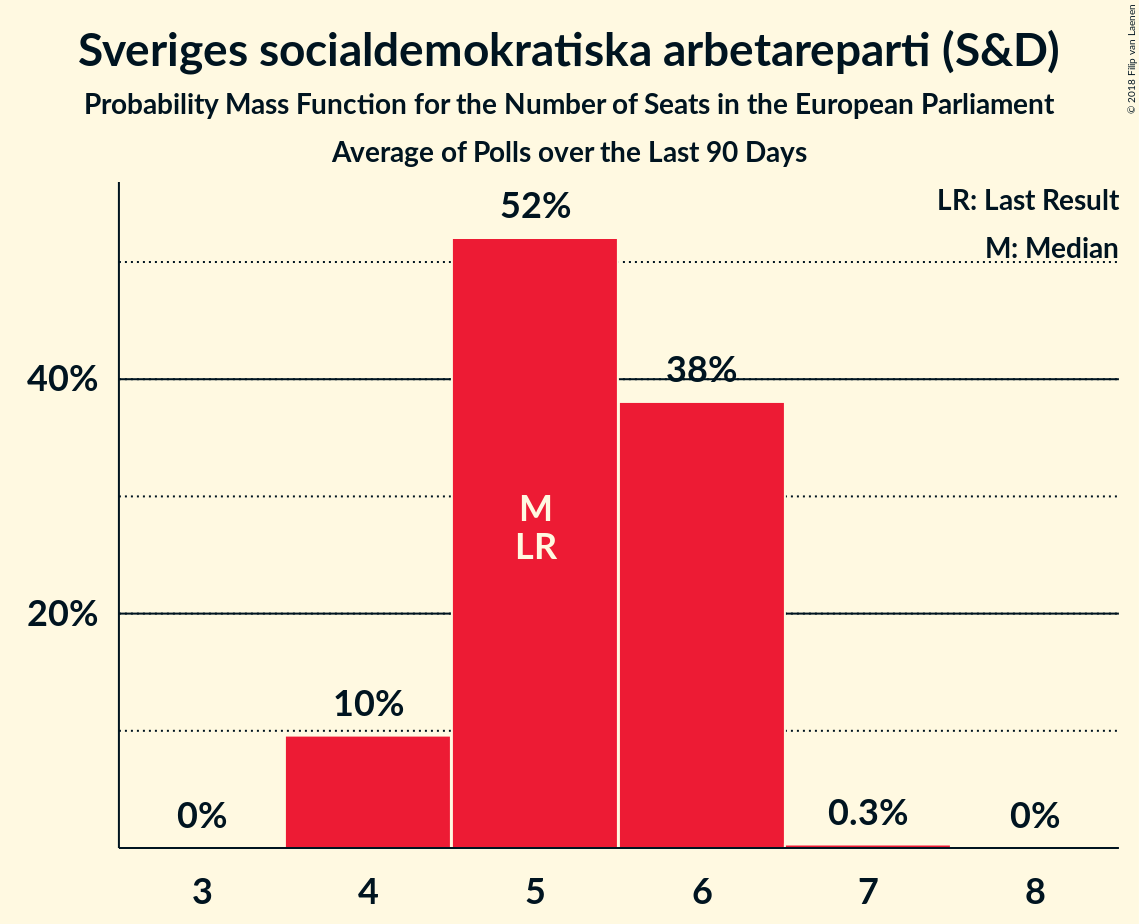 Sveriges socialdemokratiska arbetareparti (S&D)
Probability Mass Function for the Number of Seats in the European Parliament
Average of Polls over the Last 90 Days
© 2018 Filip van Laenen
LR: Last Result
M: Median
52%
40%
38%
M
LR
20%
10%
0%
0.3%
0%
3 4 5 6 7 8